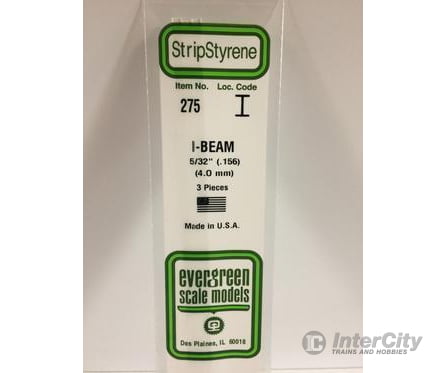 StripStyrene
Item No. Loc. Code
275 I
I-BEAM
5/32" (.156)
(4.0 mm)
3 Pieces
Made in U.S.A.
evergreen
scale models
Des Plaines, IL 60018
IC InterCity
TRAINS AND HOBBIES